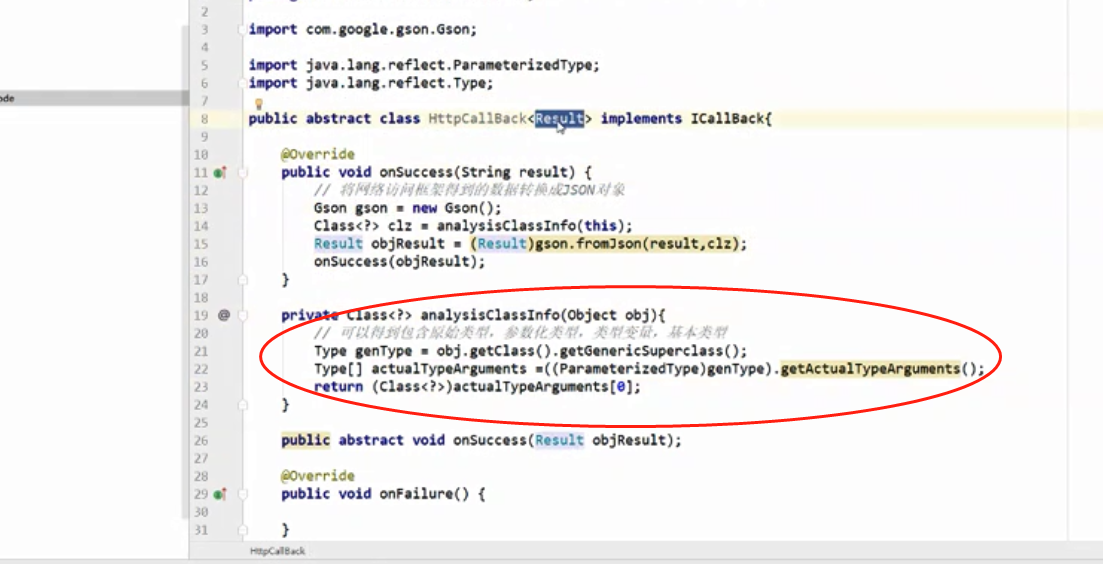 ode
2
3 import com.google.gson.Gson;
4
5 import java.lang.reflect.ParameterizedType;
6 import java.lang.reflect.Type;
7
8 public abstract class HttpCallBack<Result> implements ICallBack{
9
10 @Override
11 public void onSuccess(String result) {
12 // 将网络访问框架得到的数据转换成JSON对象
13 Gson gson = new Gson();
14 Class<?> clz = analysisClassInfo(this);
15 Result objResult = (Result)gson.fromJson(result,clz);
16 onSuccess(objResult);
17 }
18
19 @ private Class<?> analysisClassInfo(Object obj){
20 // 可以得到包含原始类型，参数化类型，类型变量，基本类型
21 Type genType = obj.getClass().getGenericSuperclass();
22 Type[] actualTypeArguments =((ParameterizedType)genType).getActualTypeArguments();
23 return (Class<?>)actualTypeArguments[0];
24 }
25
26 public abstract void onSuccess(Result objResult);
27
28 @Override
29 public void onFailure() {
30
31 }
HttpCallBack